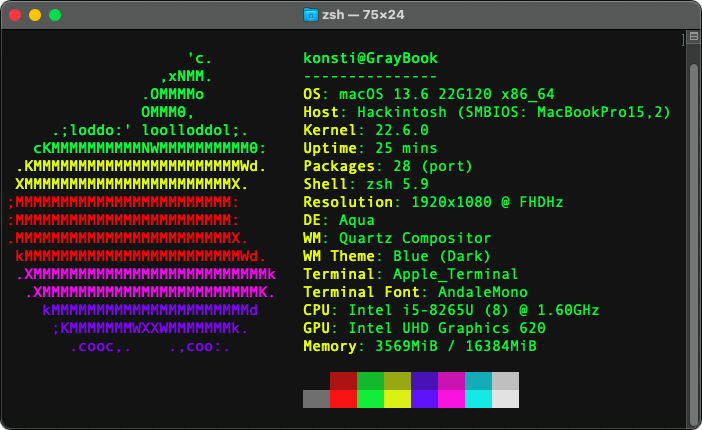 zsh — 75×24
'c.
,xNMM.
.OMMMMo
OMMM0,
.;loddo:' loolloddol;.
cKMMMMMMMMMMNWMMMMMMMMMM0:
.KMMMMMMMMMMMMMMMMMMMMMMMWd.
XMMMMMMMMMMMMMMMMMMMMMMMX.
;MMMMMMMMMMMMMMMMMMMMMMMM:
:MMMMMMMMMMMMMMMMMMMMMMMM:
.MMMMMMMMMMMMMMMMMMMMMMMMX.
kMMMMMMMMMMMMMMMMMMMMMMMMWd.
.XMMMMMMMMMMMMMMMMMMMMMMMMMMk
.XMMMMMMMMMMMMMMMMMMMMMMMMK.
kMMMMMMMMMMMMMMMMMMMMMMd
;KMMMMMMMWXXWMMMMMMMk.
.cooc,. .,coo:.
konsti@GrayBook
---------------
OS: macOS 13.6 22G120 x86_64
Host: Hackintosh (SMBIOS: MacBookPro15,2)
Kernel: 22.6.0
Uptime: 25 mins
Packages: 28 (port)
Shell: zsh 5.9
Resolution: 1920x1080 @ FHDHz
DE: Aqua
WM: Quartz Compositor
WM Theme: Blue (Dark)
Terminal: Apple_Terminal
Terminal Font: AndaleMono
CPU: Intel i5-8265U (8) @ 1.60GHz
GPU: Intel UHD Graphics 620
Memory: 3569MiB / 16384MiB